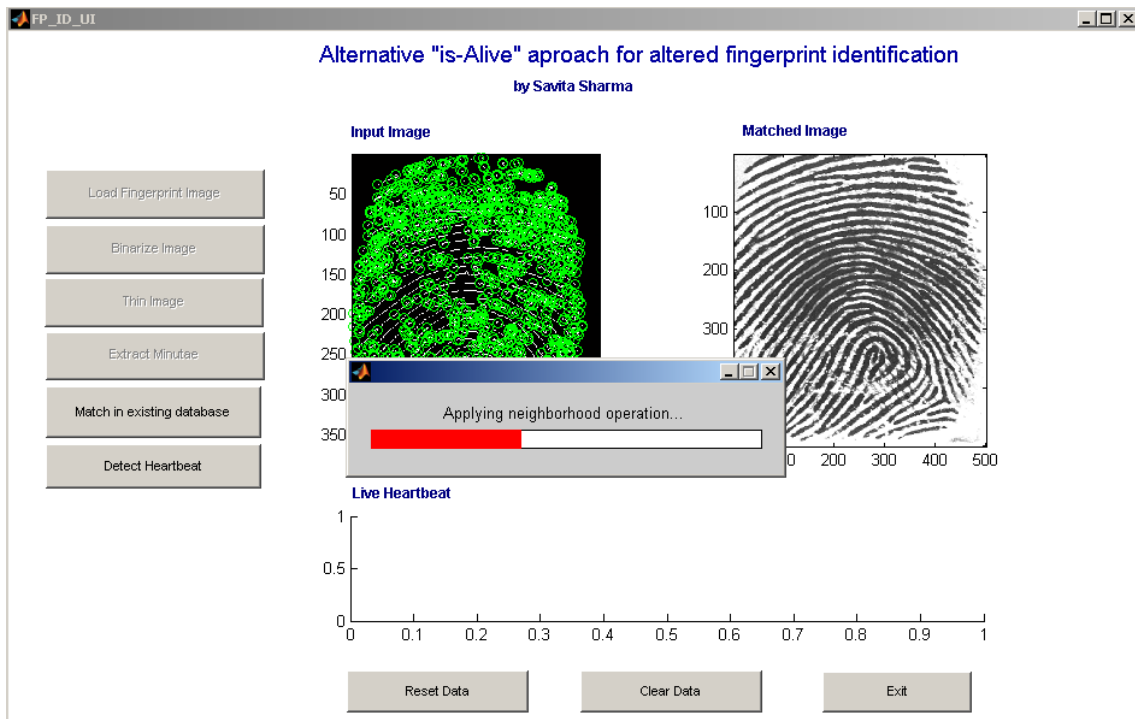 FP_ID_UI
Alternative "is-Alive" aproach for altered fingerprint identification
by Savita Sharma
Input Image
Matched Image
Load Fingerprint Image
Binarize Image
Thin Image
Extract Minutae
Match in existing database
Detect Heartbeat
50
100
150
200
250
300
350
100
200
300
0 200 300 400 500
Applying neighborhood operation...
Live Heartbeat
1
0.5
0
0 0.1 0.2 0.3 0.4 0.5 0.6 0.7 0.8 0.9 1
Reset Data
Clear Data
Exit